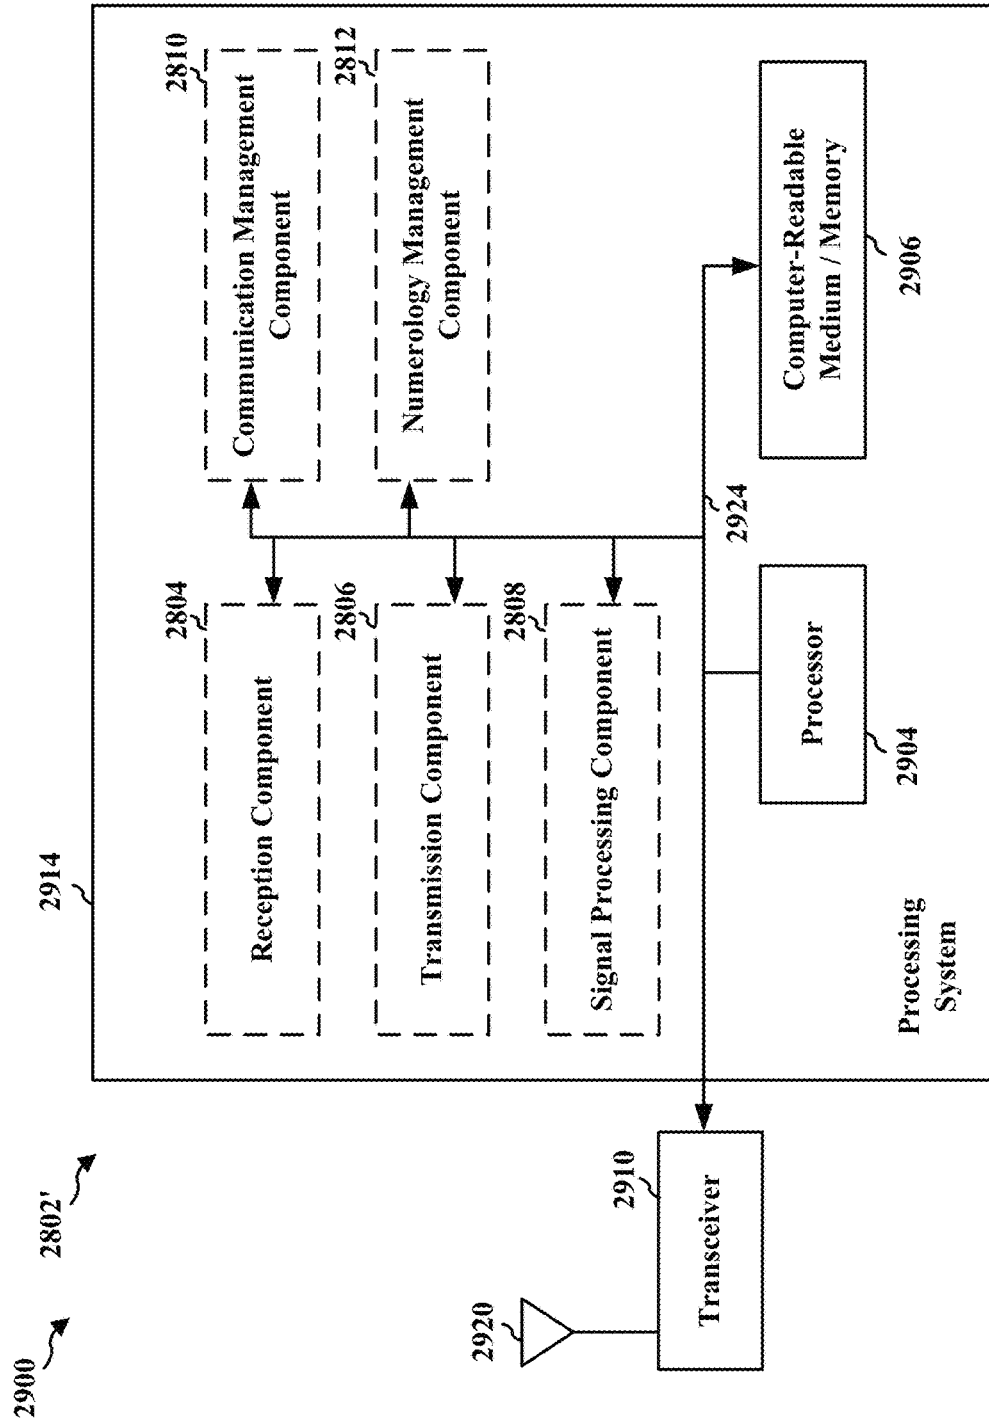 2900
2802'
2914
2804
Reception Component
2810
Communication Management
Component
2806
Transmission Component
2812
Numerology Management
Component
2808
Signal Processing Component
2920
2910
Transceiver
2924
Processor
2904
Computer-Readable
Medium / Memory
2906
Processing
System